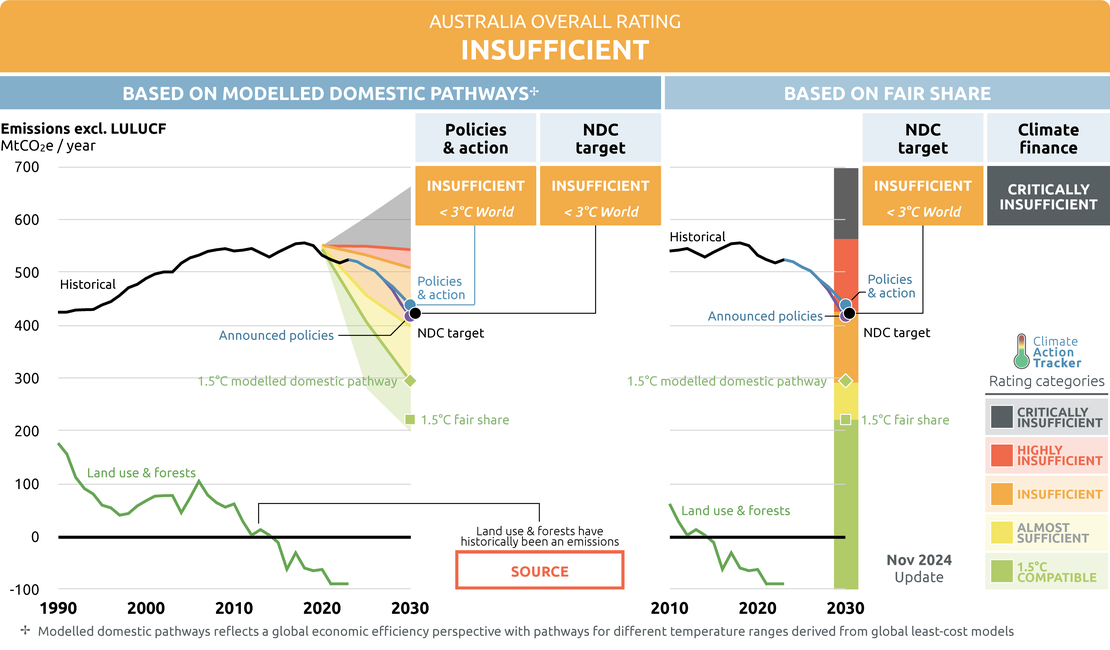 AUSTRALIA OVERALL RATING
INSUFFICIENT
BASED ON MODELLED DOMESTIC PATHWAYS✢
BASED ON FAIR SHARE
Emissions excl. LULUCF
MtCO₂e / year
Policies
& action
NDC
target
NDC
target
Climate
finance
INSUFFICIENT
< 3°C World
INSUFFICIENT
< 3°C World
INSUFFICIENT
< 3°C World
CRITICALLY
INSUFFICIENT
700
600
500
400
300
200
100
0
-100
Historical
Policies
& action
Announced policies
NDC target
1.5°C modelled domestic pathway
1.5°C fair share
Land use & forests
Land use & forests have
historically been an emissions
SOURCE
1990
2000
2010
2020
2030
Historical
Policies
& action
Announced policies
NDC target
1.5°C modelled domestic pathway
1.5°C fair share
Land use & forests
2010
2020
2030
Climate
Action
Tracker
Rating categories
CRITICALLY
INSUFFICIENT
HIGHLY
INSUFFICIENT
INSUFFICIENT
ALMOST
SUFFICIENT
1.5°C
COMPATIBLE
Nov 2024
Update
✢ Modelled domestic pathways reflects a global economic efficiency perspective with pathways for different temperature ranges derived from global least-cost models